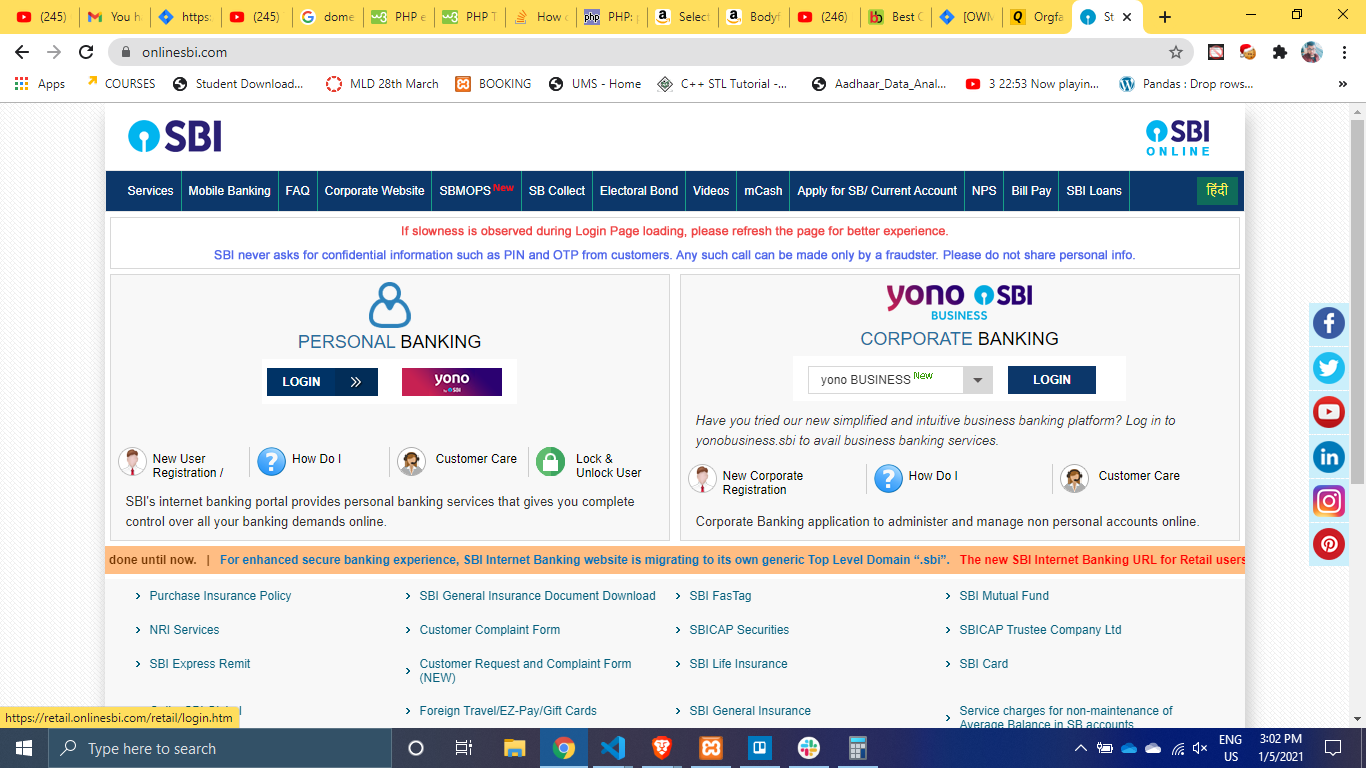 (245)
You h
https:
(245)
dome
PHP e
PHP T
How c
PHP: p
Select
Bodyf
(246)
Best C
[OWM
Orgfa
St
onlinesbi.com
Apps
COURSES
Student Download...
MLD 28th March
BOOKING
UMS - Home
C++ STL Tutorial -...
Aadhaar_Data_Anal...
3 22:53 Now playin...
Pandas : Drop rows...
SBI
SBI
ONLINE
Services
Mobile Banking
FAQ
Corporate Website
SBMOPS New
SB Collect
Electoral Bond
Videos
mCash
Apply for SB/ Current Account
NPS
Bill Pay
SBI Loans
हिंदी
If slowness is observed during Login Page loading, please refresh the page for better experience.
SBI never asks for confidential information such as PIN and OTP from customers. Any such call can be made only by a fraudster. Please do not share personal info.
PERSONAL BANKING
LOGIN
yono
by SBI
New User
Registration /
How Do I
Customer Care
Lock &
Unlock User
SBI's internet banking portal provides personal banking services that gives you complete
control over all your banking demands online.
yono SBI
BUSINESS
CORPORATE BANKING
yono BUSINESS New
LOGIN
Have you tried our new simplified and intuitive business banking platform? Log in to
yonobusiness.sbi to avail business banking services.
New Corporate
Registration
How Do I
Customer Care
Corporate Banking application to administer and manage non personal accounts online.
done until now. | For enhanced secure banking experience, SBI Internet Banking website is migrating to its own generic Top Level Domain “.sbi”. The new SBI Internet Banking URL for Retail users
Purchase Insurance Policy
SBI General Insurance Document Download
SBI FasTag
SBI Mutual Fund
NRI Services
Customer Complaint Form
SBICAP Securities
SBICAP Trustee Company Ltd
SBI Express Remit
Customer Request and Complaint Form
(NEW)
SBI Life Insurance
SBI Card
Foreign Travel/EZ-Pay/Gift Cards
SBI General Insurance
Service charges for non-maintenance of
Average Balance in SB accounts
https://retail.onlinesbi.com/retail/login.htm
Type here to search
ENG
US
3:02 PM
1/5/2021